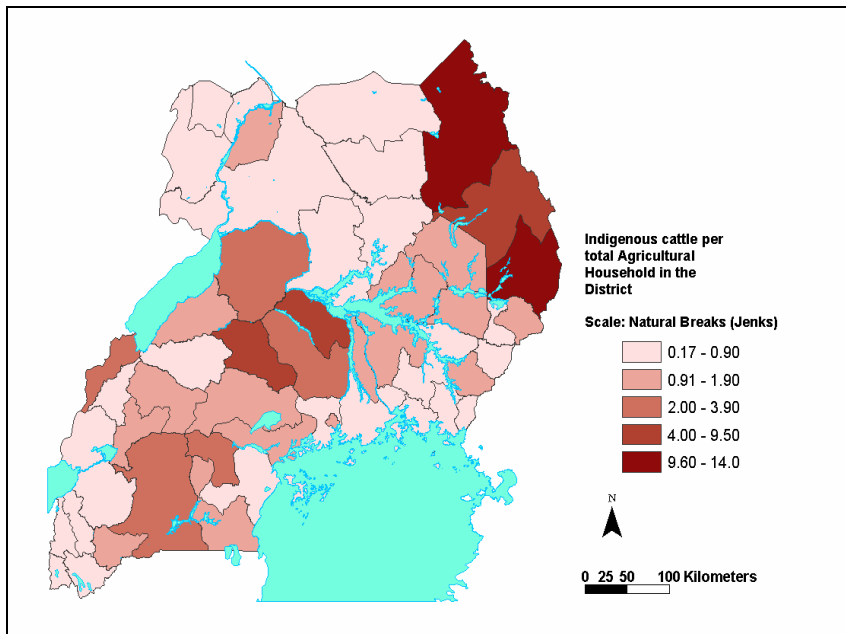 Indigenous cattle per
total Agricultural
Household in the
District
Scale: Natural Breaks (Jenks)
0.17 - 0.90
0.91 - 1.90
2.00 - 3.90
4.00 - 9.50
9.60 - 14.0
N
0 25 50 100 Kilometers